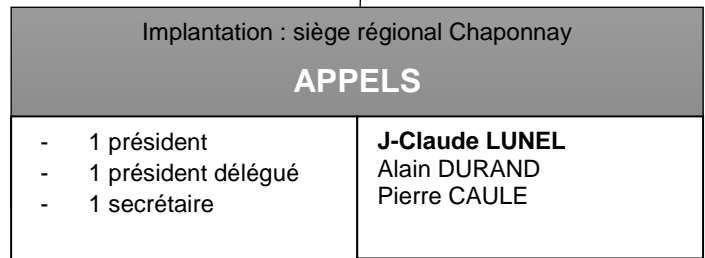 Implantation : siège régional Chaponnay
APPELS
- 1 président
- 1 président délégué
- 1 secrétaire
J-Claude LUNEL
Alain DURAND
Pierre CAULE